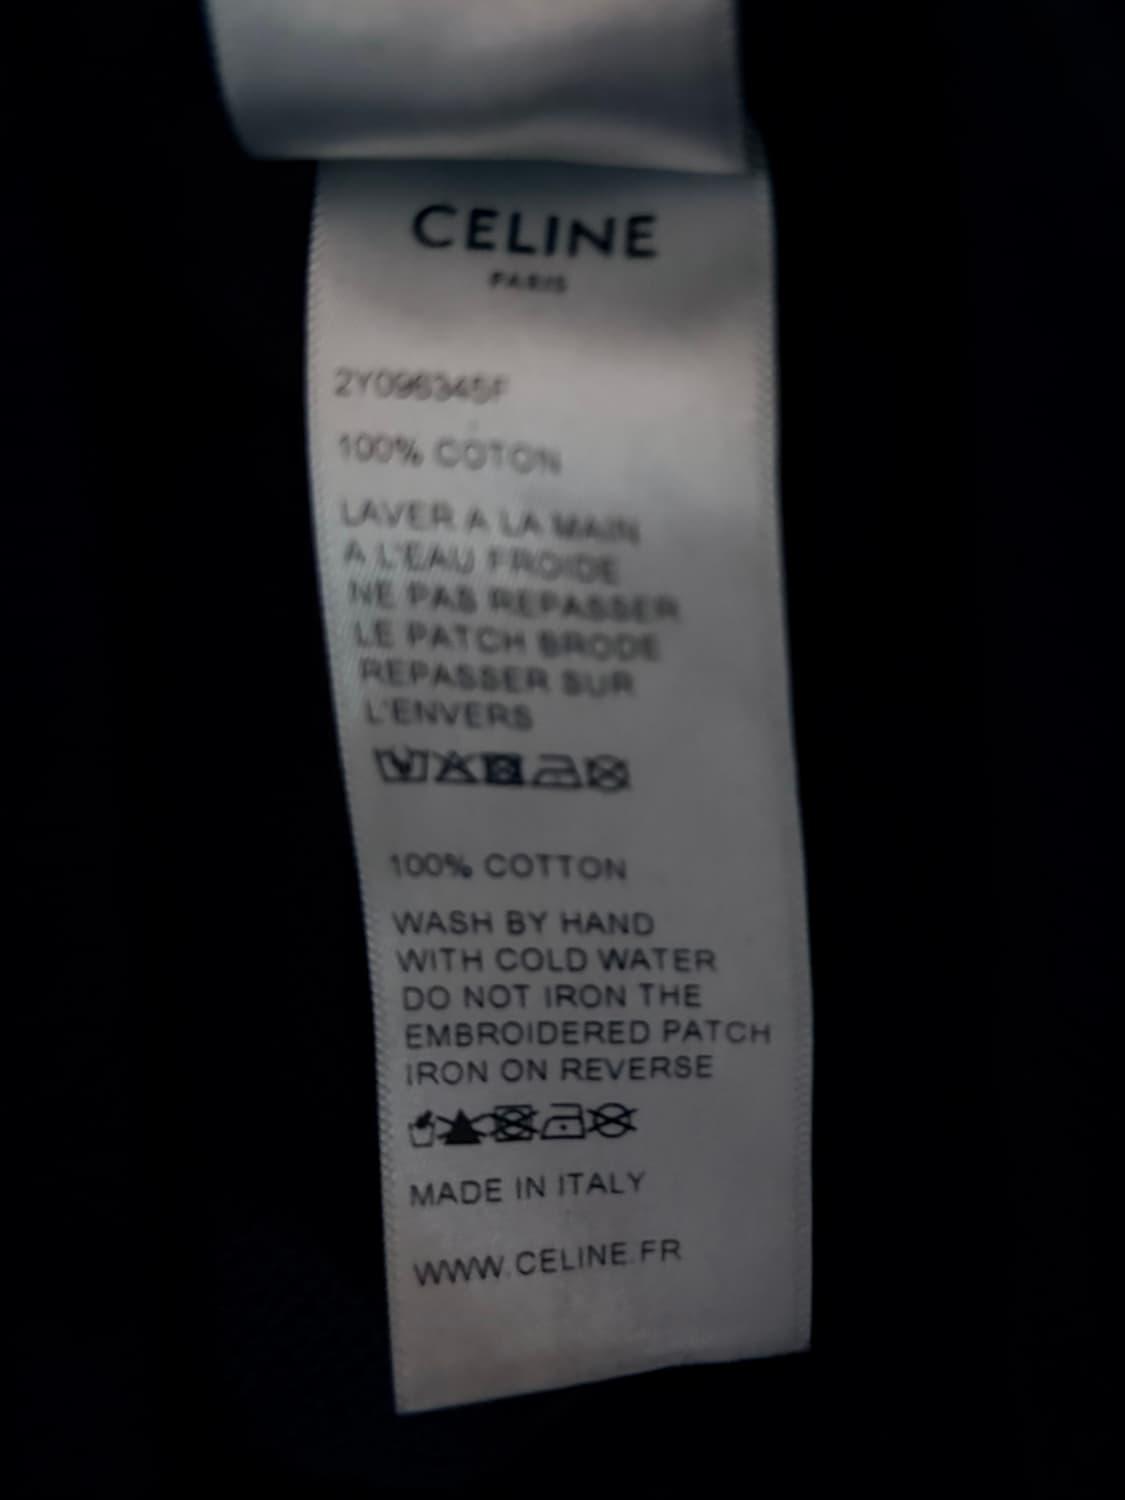 CELINE
PARIS
2Y096345F
100% COTON
LAVER A LA MAIN
A L'EAU FROIDE
NE PAS REPASSER
LE PATCH BRODE
REPASSER SUR
L'ENVERS
100% COTTON
WASH BY HAND
WITH COLD WATER
DO NOT IRON THE
EMBROIDERED PATCH
IRON ON REVERSE
MADE IN ITALY
WWW.CELINE.FR